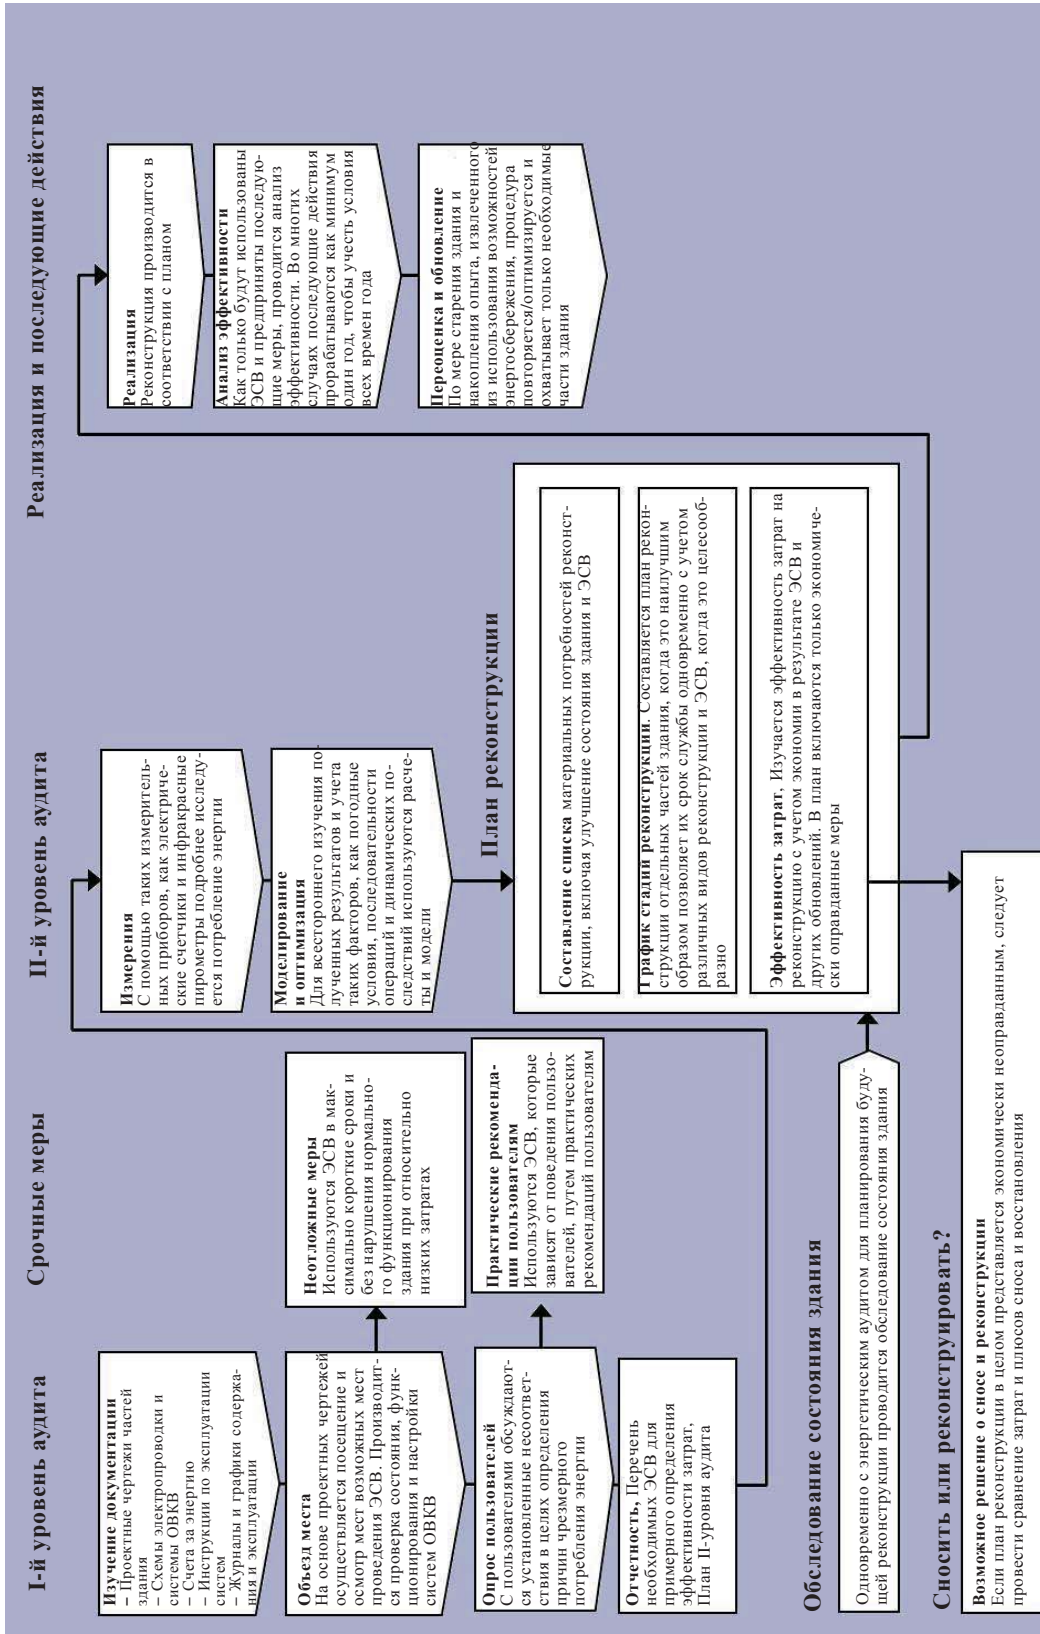 I-й уровень аудита
Изучение документации
– Проектные чертежи частей
здания
– Схемы электропроводки и
системы ОВКВ
– Счета за энергию
– Инструкции по эксплуатации
систем
– Журналы и графики содержа-
ния и эксплуатации
Объезд места
На основе проектных чертежей
осуществляется посещение и
осмотр мест возможных мест
проведения ЭСВ. Производит-
ся проверка состояния, функ-
ционирования и настройки
систем ОВКВ
Опрос пользователей
С пользователями обсуждают-
ся установленные несоответ-
ствия в целях определения
причин чрезмерного
потребления энергии
Отчетность, Перечень
необходимых ЭСВ для
примерного определения
эффективности затрат,
План II-уровня аудита
Срочные меры
Неотложные меры
Используются ЭСВ в мак-
симально короткие сроки и
без нарушения нормально-
го функционирования
здания при относительно
низких затратах
Практические рекоменда-
ции пользователям
Используются ЭСВ, которые
зависят от поведения пользо-
вателей, путем практических
рекомендаций пользователям
II-й уровень аудита
Измерения
С помощью таких измеритель-
ных приборов, как электриче-
ские счетчики и инфракрасные
пирометры подробнее исследу-
ется потребление энергии
Моделирование
и оптимизация
Для всестороннего изучения по-
лученных результатов и учета
таких факторов, как погодные
условия, последовательности
операций и динамических по-
следствий используются расче-
ты и модели
План реконструкции
Составление списка материальных потребностей реконст-
рукции, включая улучшение состояния здания и ЭСВ
График стадий реконструкции. Составляется план рекон-
струкции отдельных частей здания, когда это наилучшим
образом позволяет их срок службы одновременно с учетом
различных видов реконструкции и ЭСВ, когда это целесооб-
разно
Эффективность затрат, Изучается эффективность затрат на
реконструкцию с учетом экономии в результате ЭСВ и
других обновлений. В план включаются только экономиче-
ски оправданные меры
Реализация и последующие действия
Реализация
Реконструкция производится в
соответствии с планом
Анализ эффективности
Как только будут использованы
ЭСВ и предприняты последую-
щие меры, проводится анализ
эффективности. Во многих
случаях последующие действия
прорабатываются как минимум
один год, чтобы учесть условия
всех времен года
Переоценка и обновление
По мере старения здания и
накопления опыта, извлеченного
из использования возможностей
энергосбережения, процедура
повторяется/оптимизируется и
охватывает только необходимые
части здания
Обследование состояния здания
Одновременно с энергетическим аудитом для планирования буду-
щей реконструкции проводится обследование состояния здания
Сносить или реконструировать?
Возможное решение о сносе и реконструкции
Если план реконструкции в целом представляется экономически неоправданным, следует
провести сравнение затрат и плюсов сноса и восстановления